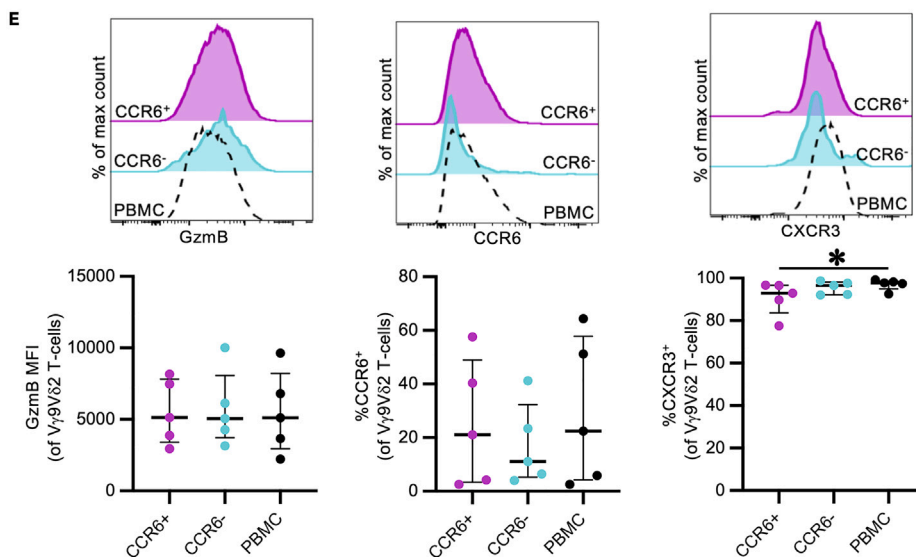 E
% of max count
CCR6⁺
CCR6⁻
PBMC
GzmB
% of max count
CCR6⁺
CCR6⁻
PBMC
CCR6
% of max count
CCR6⁺
CCR6⁻
PBMC
CXCR3
GzmB MFI
(of Vγ9Vδ2 T-cells)
15000
10000
5000
0
CCR6+
CCR6-
PBMC
%CCR6⁺
(of Vγ9Vδ2 T-cells)
80
60
40
20
0
CCR6+
CCR6-
PBMC
%CXCR3⁺
(of Vγ9Vδ2 T-cells)
100
80
60
40
20
0
*
CCR6+
CCR6-
PBMC